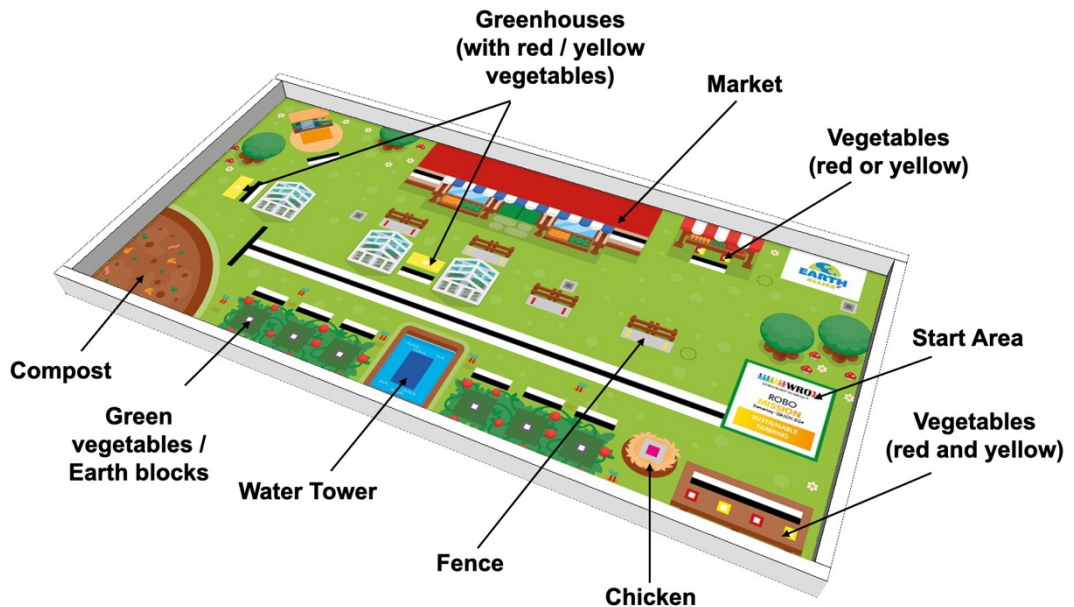 Greenhouses
(with red / yellow
vegetables)
Market
Vegetables
(red or yellow)
EARTH
ALLIES
Start Area
WRO
ROBO
MISSION
SUSTAINABLE
FARMING
Vegetables
(red and yellow)
Compost
Green
vegetables /
Earth blocks
Water Tower
Fence
Chicken